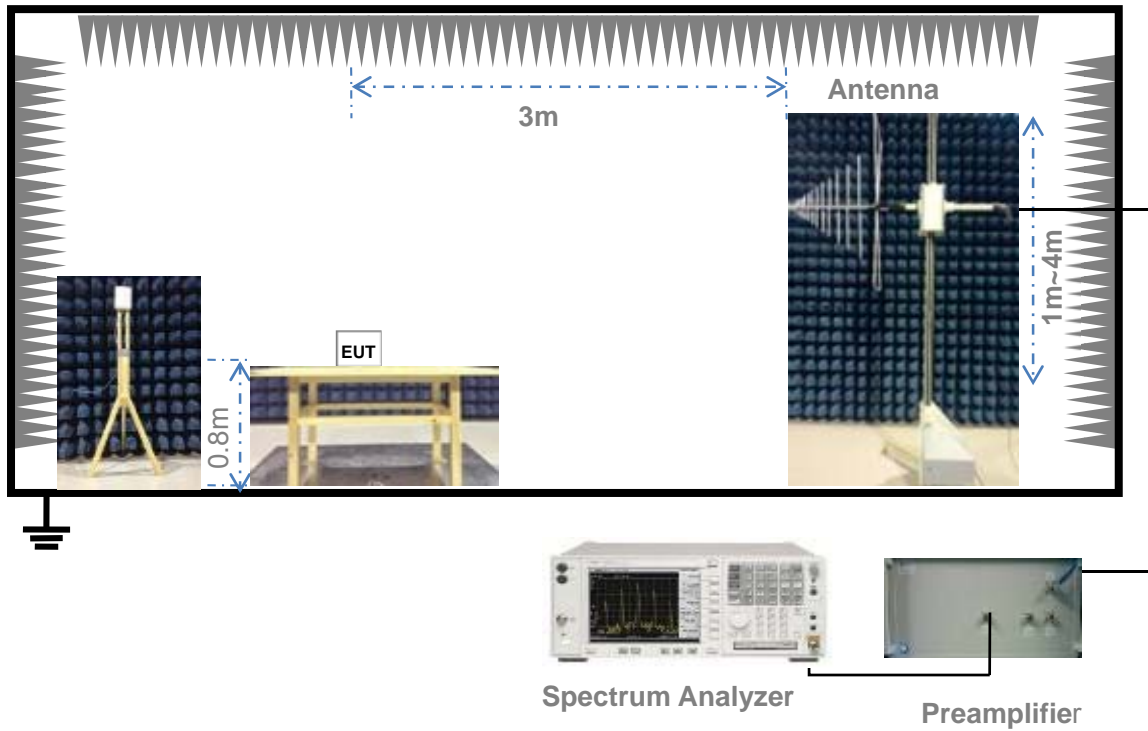 Antenna
3m
1m~4m
EUT
0.8m
Spectrum Analyzer
Preamplifier